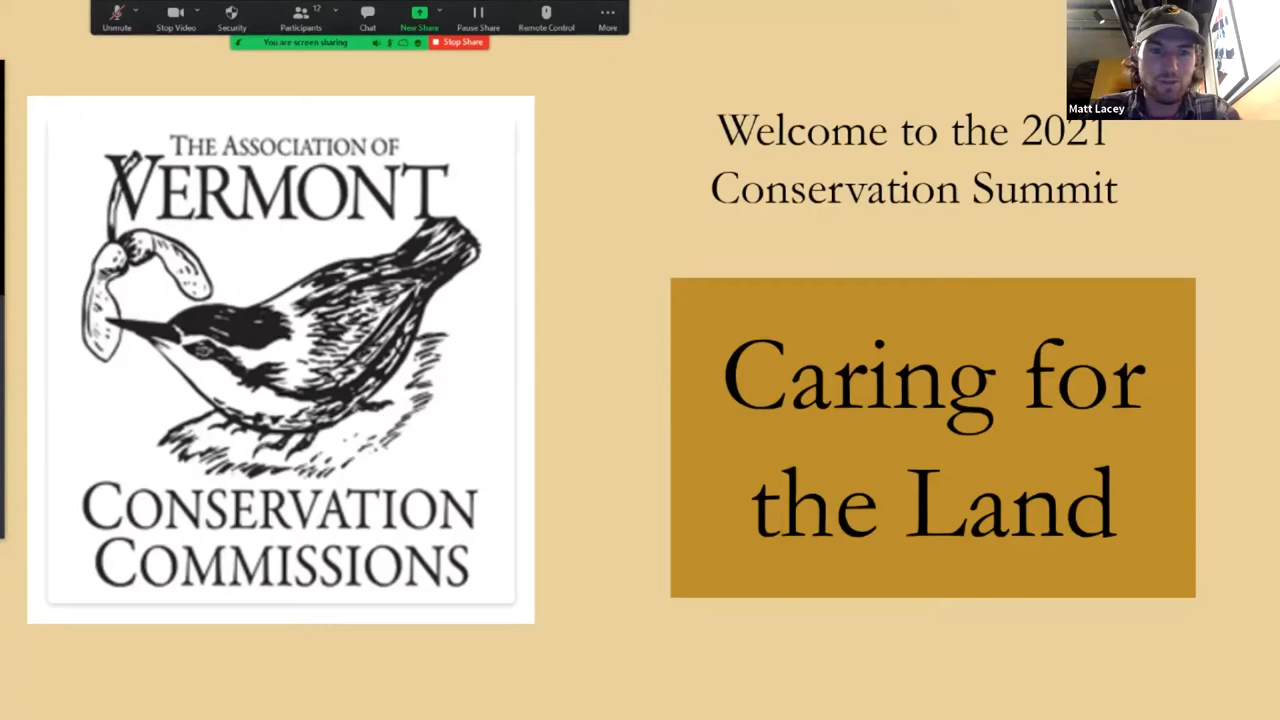 Unmute
Stop Video
Security
Participants
12
Chat
New Share
Pause Share
Remote Control
More
You are screen sharing
Stop Share
Matt Lacey
THE ASSOCIATION OF
VERMONT
CONSERVATION
COMMISSIONS
Welcome to the 2021
Conservation Summit
Caring for
the Land